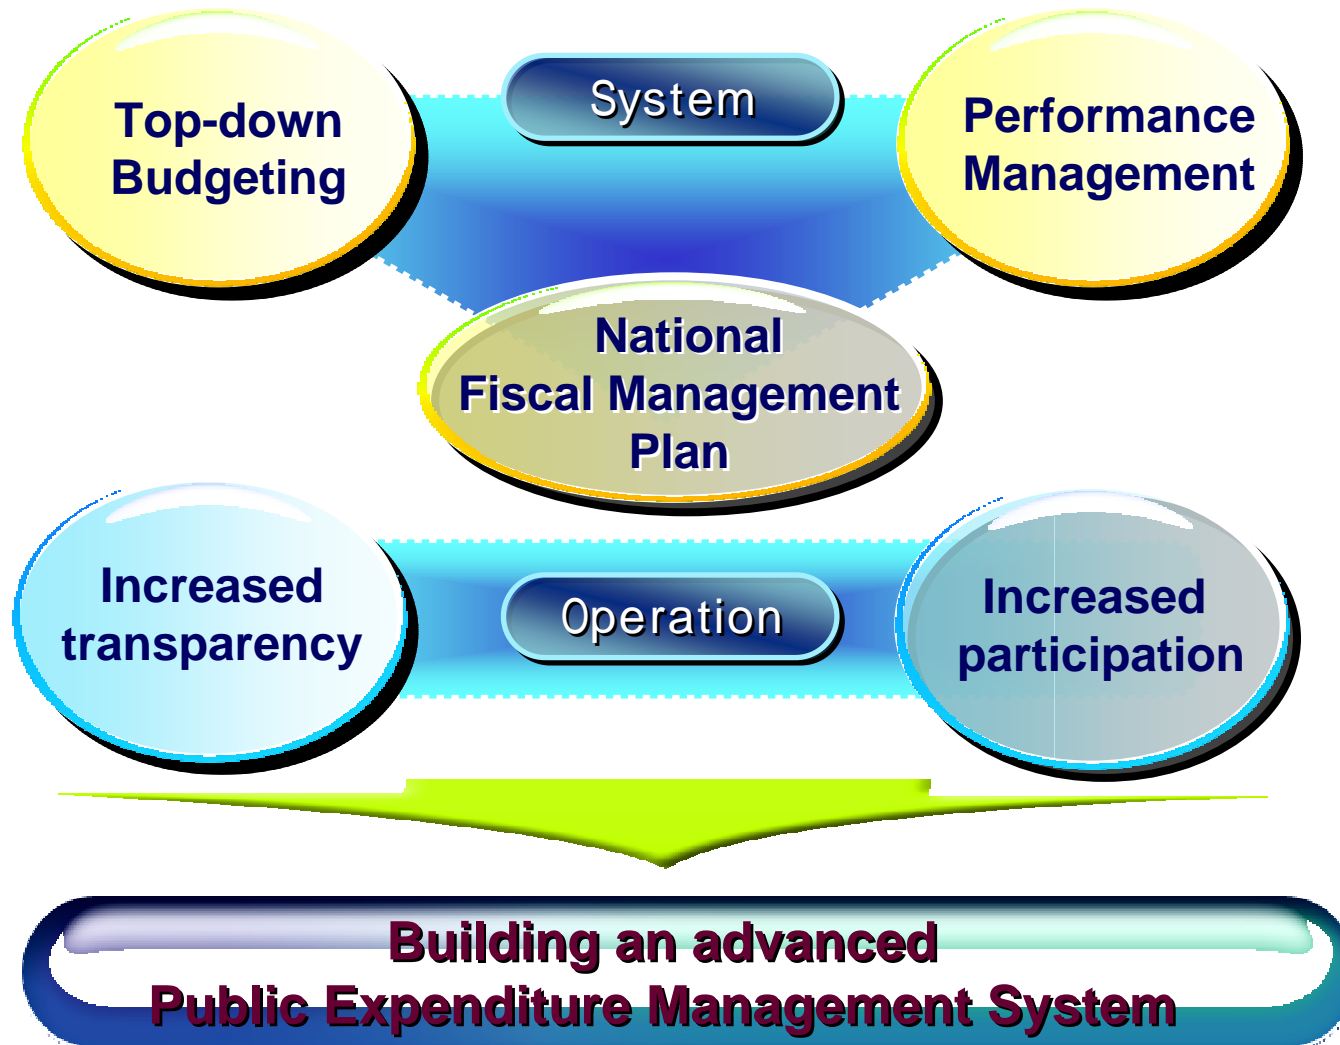 System
Top-down
Budgeting
Performance
Management
National
Fiscal Management
Plan
Operation
Increased
transparency
Increased
participation
Building an advanced
Public Expenditure Management System